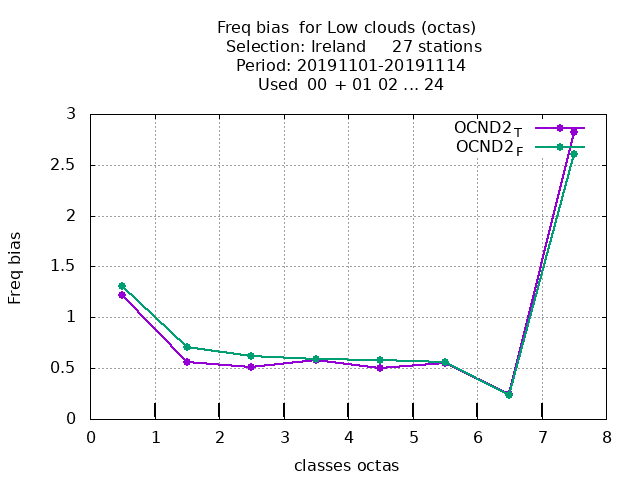 Freq bias  for Low clouds (octas)
Selection: Ireland     27 stations
Period: 20191101-20191114
Used  00  + 01 02 ... 24
OCND2_T
OCND2_F
3
2.5
2
1.5
1
0.5
0
Freq bias
0 1 2 3 4 5 6 7 8
classes octas